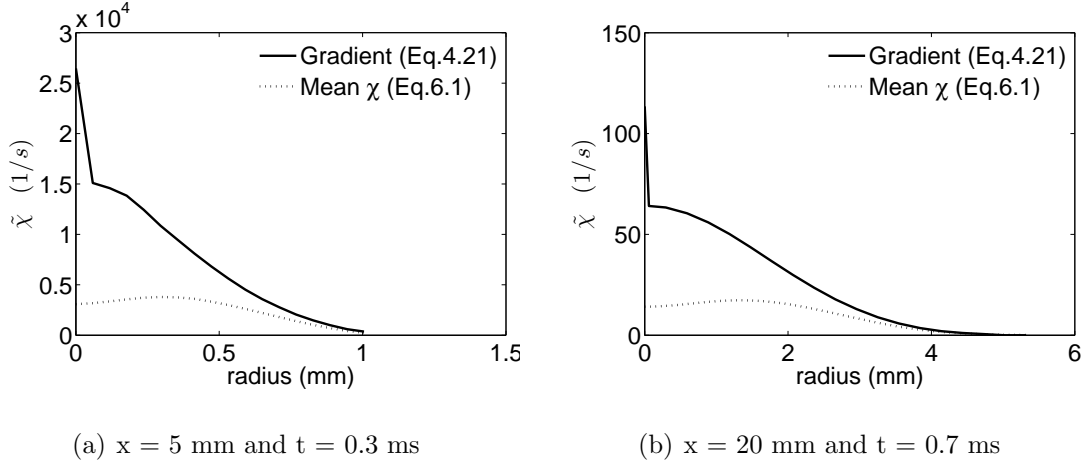 x 10⁴
3
2.5
2
1.5
1
0.5
0
0 0.5 1 1.5
radius (mm)
χ̃ (1/s)
Gradient (Eq.4.21)
Mean χ (Eq.6.1)
(a) x = 5 mm and t = 0.3 ms
150
100
50
0
0 2 4 6
radius (mm)
χ̃ (1/s)
Gradient (Eq.4.21)
Mean χ (Eq.6.1)
(b) x = 20 mm and t = 0.7 ms